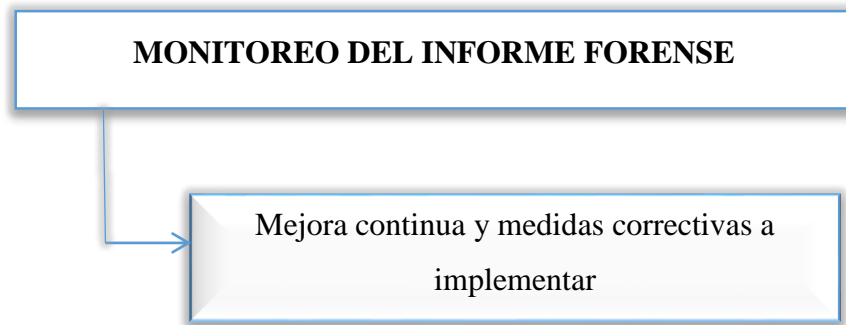 MONITOREO DEL INFORME FORENSE
Mejora continua y medidas correctivas a
implementar